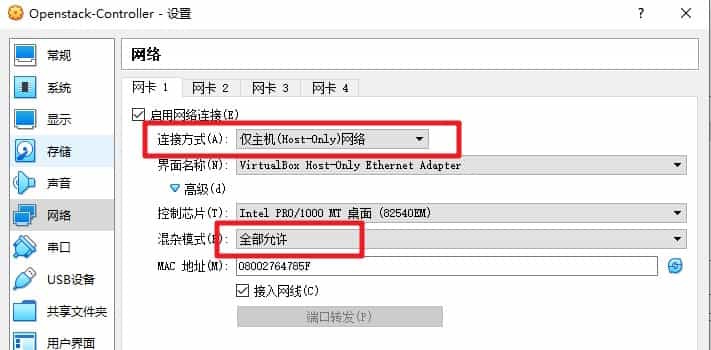 Openstack-Controller - 设置
常规
系统
显示
存储
声音
网络
串口
USB设备
共享文件夹
用户界面
网络
网卡 1 网卡 2 网卡 3 网卡 4
启用网络连接(E)
连接方式(A): 仅主机(Host-Only)网络
界面名称(N): VirtualBox Host-Only Ethernet Adapter
高级(d)
控制芯片(T): Intel PRO/1000 MT 桌面 (82540EM)
混杂模式(P): 全部允许
MAC 地址(M): 08002764785F
接入网线(C)
端口转发(P)